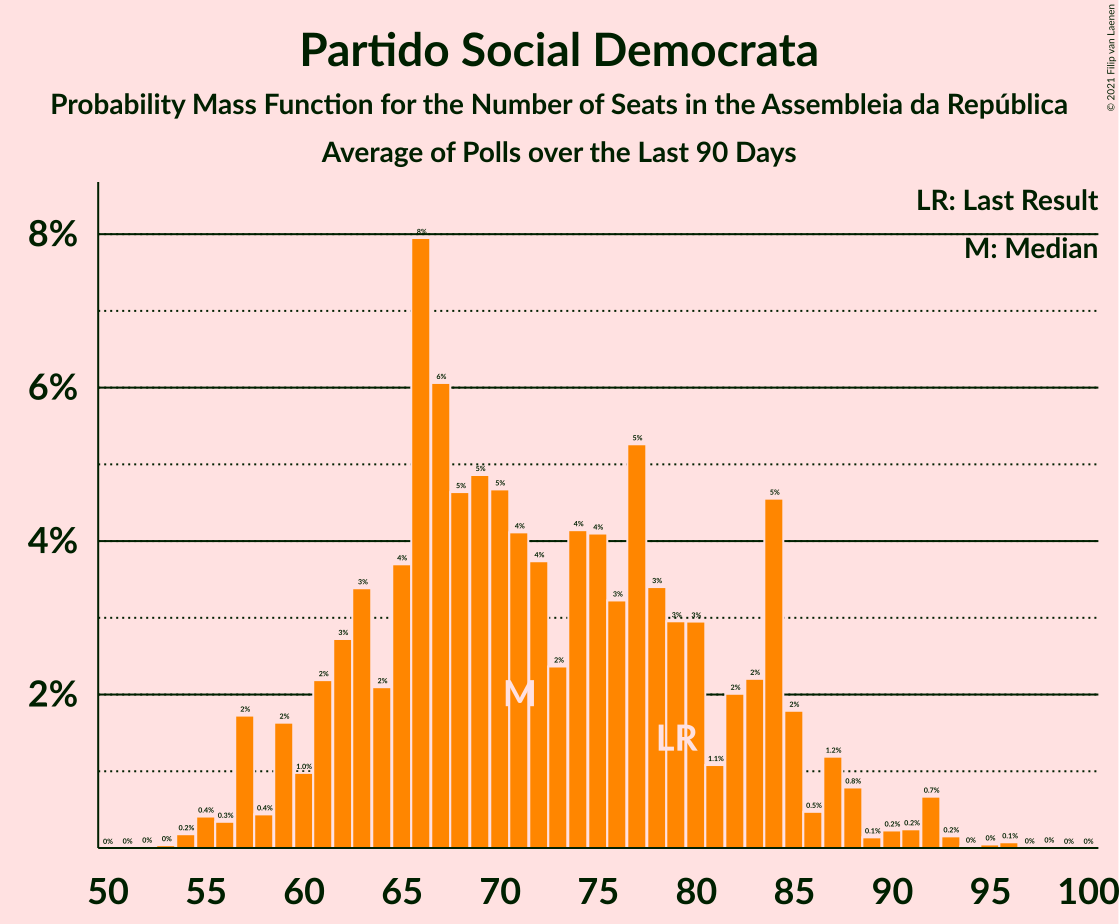 Partido Social Democrata
Probability Mass Function for the Number of Seats in the Assembleia da República
Average of Polls over the Last 90 Days
© 2021 Filip van Laenen
LR: Last Result
M: Median
8%
6%
4%
2%
0% 0% 0% 0% 0.2% 0.4% 0.3% 2% 0.4% 2% 1.0% 2% 3% 3% 2% 4% 8% 6% 5% 5% 5% 4% 4% 2% 4% 4% 3% 5% 3% 3% 3% 1.1% 2% 2% 5% 2% 0.5% 1.2% 0.8% 0.1% 0.2% 0.2% 0.7% 0.2% 0% 0% 0.1% 0% 0% 0% 0%
M
LR
50 55 60 65 70 75 80 85 90 95 100